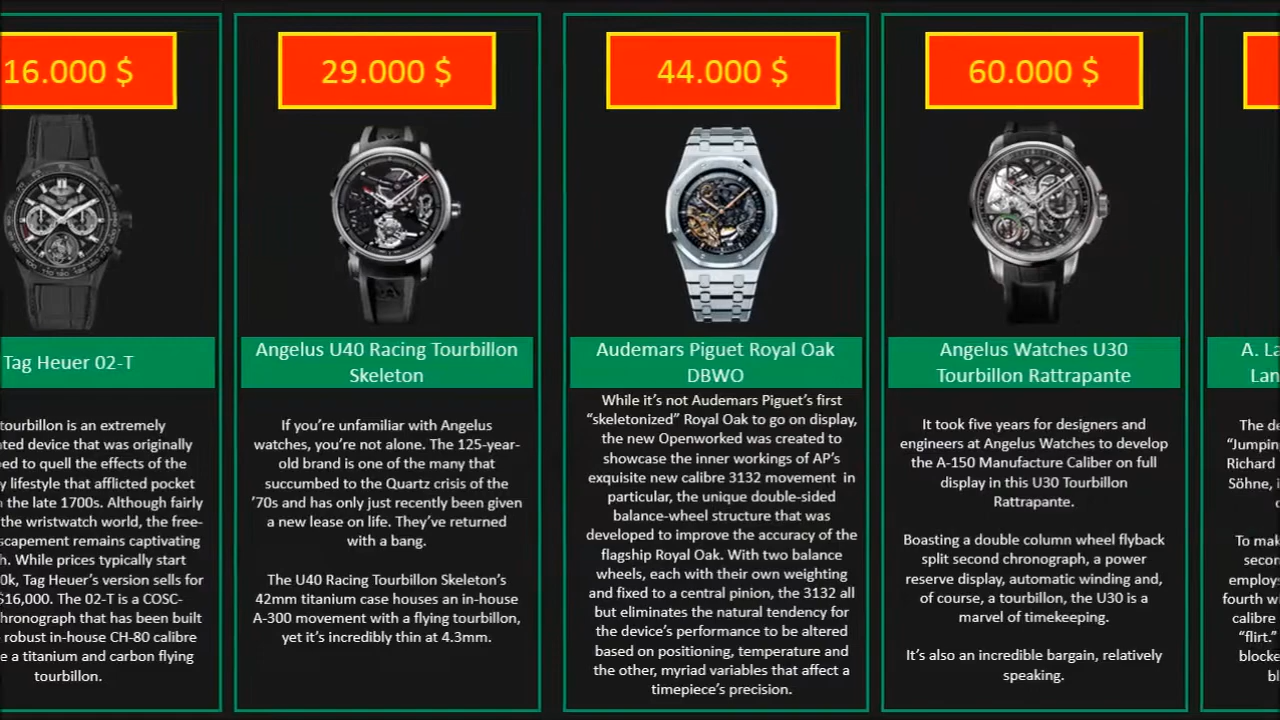 16.000 $
Tag Heuer 02-T
tourbillon is an extremely
device that was originally
to quell the effects of the
lifestyle that afflicted pocket
the late 1700s. Although fairly
the wristwatch world, the free-
remains captivating
While prices typically start
Tag Heuer’s version sells for
$16,000. The 02-T is a COSC-
that has been built
robust in-house CH-80 calibre
a titanium and carbon flying
tourbillon.
29.000 $
Angelus U40 Racing Tourbillon
Skeleton
If you’re unfamiliar with Angelus
watches, you’re not alone. The 125-year-
old brand is one of the many that
succumbed to the Quartz crisis of the
’70s and has only just recently been given
a new lease on life. They’ve returned
with a bang.
The U40 Racing Tourbillon Skeleton’s
42mm titanium case houses an in-house
A-300 movement with a flying tourbillon,
yet it’s incredibly thin at 4.3mm.
44.000 $
Audemars Piguet Royal Oak
DBWO
While it’s not Audemars Piguet’s first
“skeletonized” Royal Oak to go on display,
the new Openworked was created to
showcase the inner workings of AP’s
exquisite new calibre 3132 movement in
particular, the unique double-sided
balance-wheel structure that was
developed to improve the accuracy of the
flagship Royal Oak. With two balance
wheels, each with their own weighting
and fixed to a central pinion, the 3132 all
but eliminates the natural tendency for
the device’s performance to be altered
based on positioning, temperature and
the other, myriad variables that affect a
timepiece’s precision.
60.000 $
Angelus Watches U30
Tourbillon Rattrapante
It took five years for designers and
engineers at Angelus Watches to develop
the A-150 Manufacture Caliber on full
display in this U30 Tourbillon
Rattrapante.
Boasting a double column wheel flyback
split second chronograph, a power
reserve display, automatic winding and,
of course, a tourbillon, the U30 is a
marvel of timekeeping.
It’s also an incredible bargain, relatively
speaking.
A.
The
Richard
Söhne,
To
calibre
“flirt.”